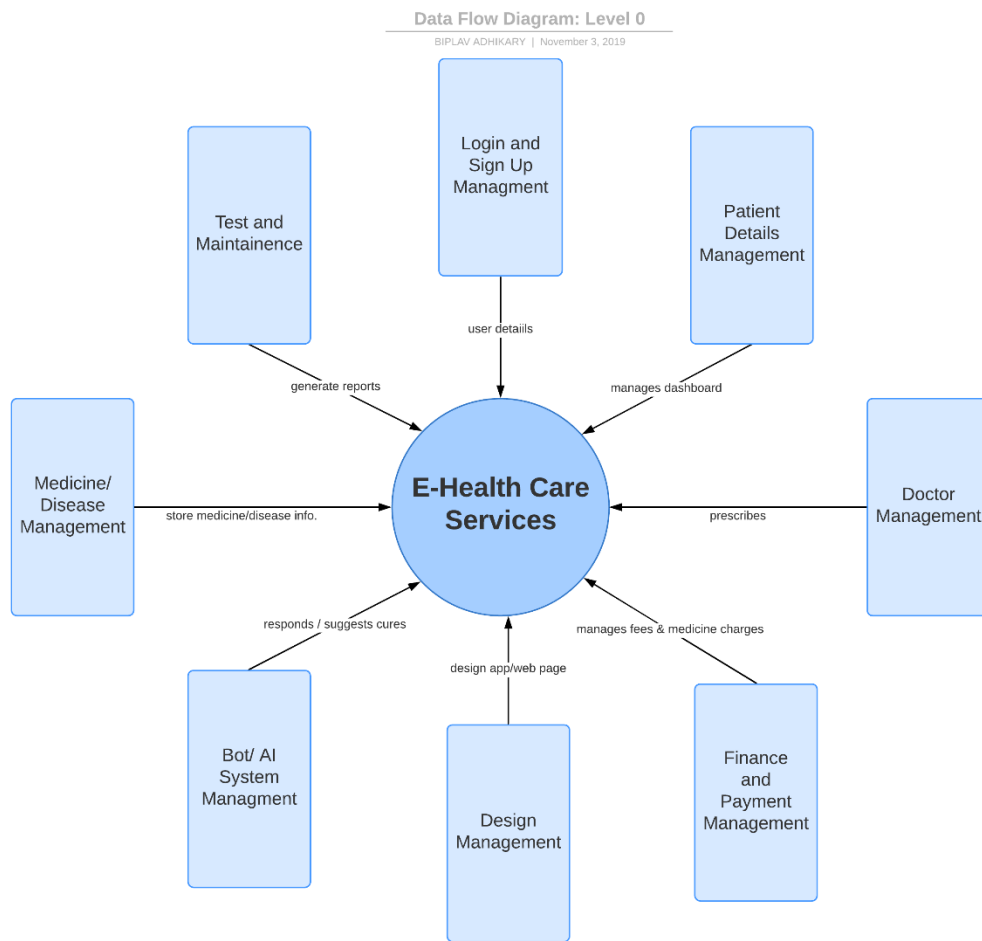 Data Flow Diagram: Level 0
BIPLAV ADHIKARY | November 3, 2019
Login and
Sign Up
Managment
Test and
Maintainence
Patient
Details
Management
user detaiils
generate reports
manages dashboard
Medicine/
Disease
Management
store medicine/disease info.
E-Health Care
Services
prescribes
Doctor
Management
responds / suggests cures
manages fees & medicine charges
design app/web page
Bot/ AI
System
Managment
Design
Management
Finance
and
Payment
Management